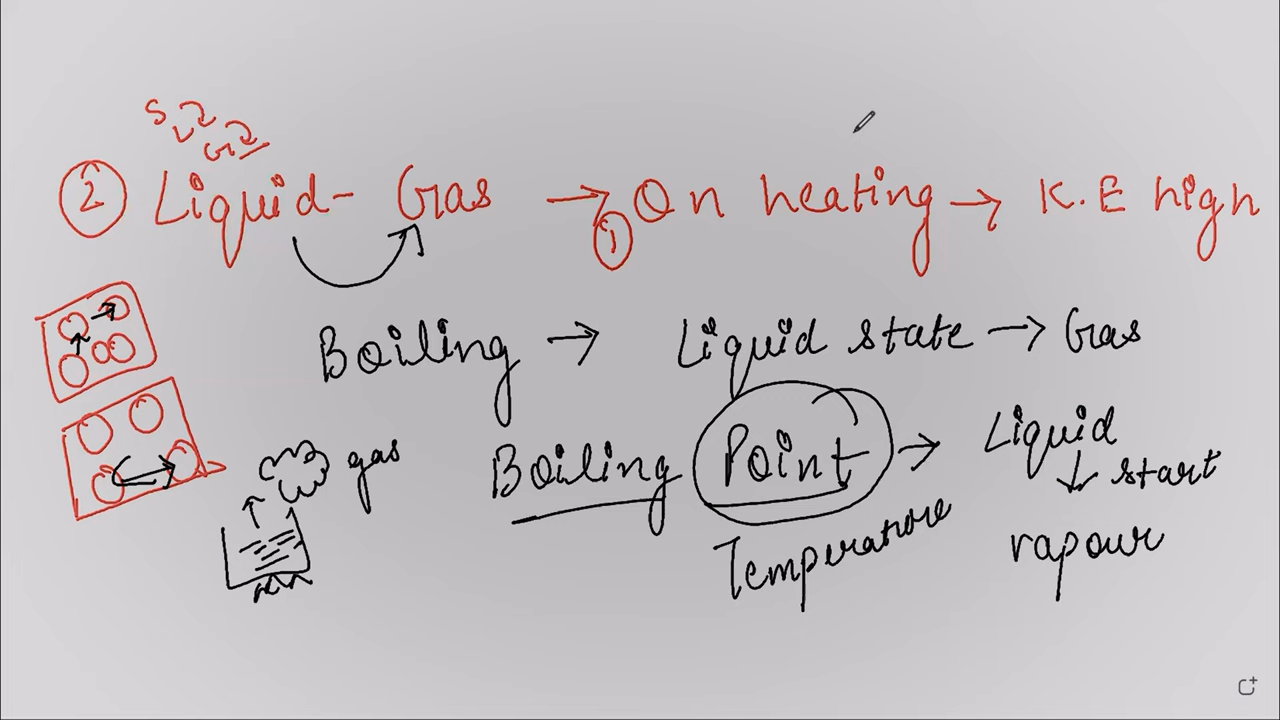 S
L
G
② Liquid- Gas → ① On heating → K.E high
Boiling → Liquid state → Gas
gas
Boiling Point → Liquid
↓ start
Temperature
vapour